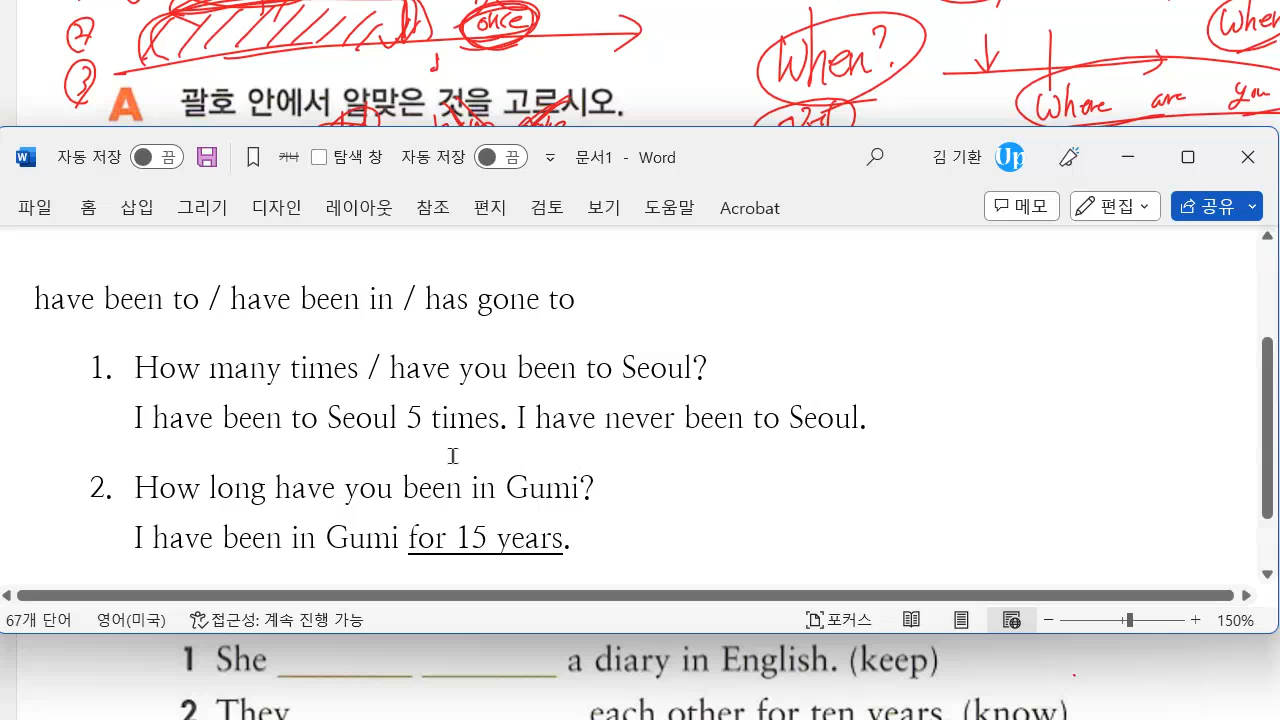 ② once When? When
③ Where are you
A 괄호 안에서 알맞은 것을 고르시오.
자동 저장 끔 탐색 창 자동 저장 끔 문서1 - Word 김 기환 Up
파일 홈 삽입 그리기 디자인 레이아웃 참조 편지 검토 보기 도움말 Acrobat 메모 편집 공유
have been to / have been in / has gone to
1. How many times / have you been to Seoul?
I have been to Seoul 5 times. I have never been to Seoul.
2. How long have you been in Gumi?
I have been in Gumi for 15 years.
67개 단어 영어(미국) 접근성: 계속 진행 가능 포커스 150%
1 She ________ ________ a diary in English. (keep)
2 They each other for ten years. (know)